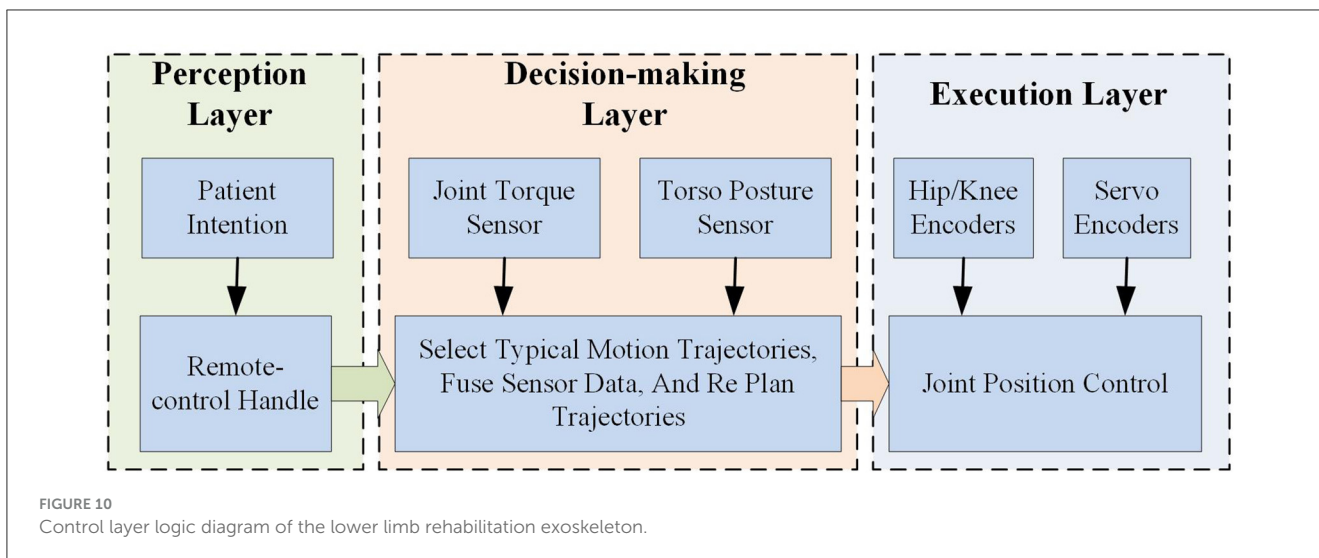 Perception
Layer
Patient
Intention
Remote-
control Handle
Decision-making
Layer
Joint Torque
Sensor
Torso Posture
Sensor
Select Typical Motion Trajectories,
Fuse Sensor Data, And Re Plan
Trajectories
Execution Layer
Hip/Knee
Encoders
Servo
Encoders
Joint Position Control
FIGURE 10
Control layer logic diagram of the lower limb rehabilitation exoskeleton.